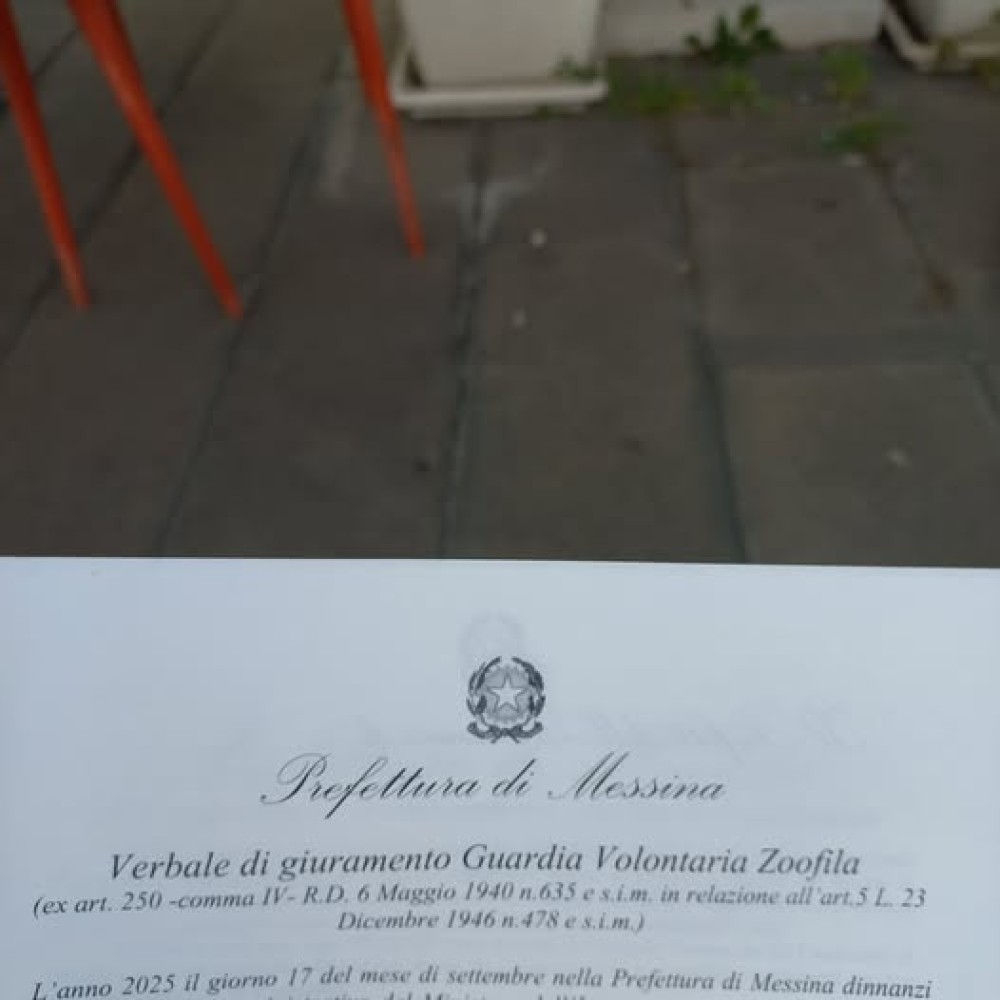 Prefettura di Messina
Verbale di giuramento Guardia Volontaria Zoofila
(ex art. 250 -comma IV- R.D. 6 Maggio 1940 n.635 e s.i.m. in relazione all'art.5 L. 23
Dicembre 1946 n.478 e s.i.m.)
L'anno 2025 il giorno 17 del mese di settembre nella Prefettura di Messina dinnanzi